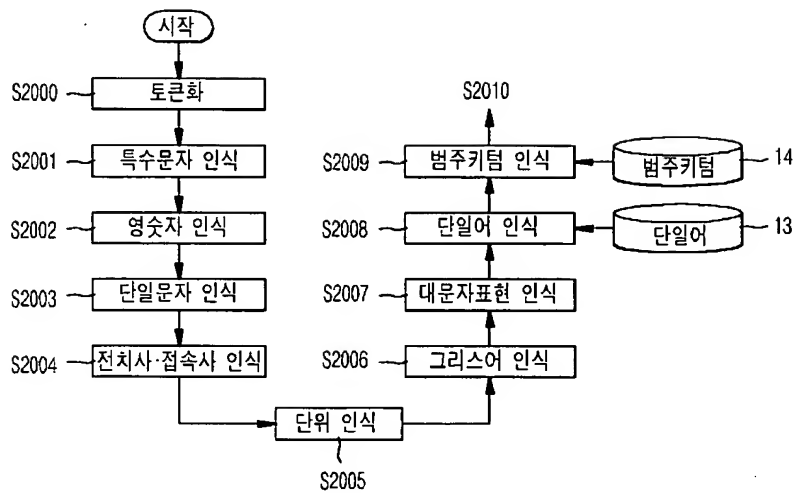 시작
S2000
토큰화
S2001
특수문자 인식
S2002
영숫자 인식
S2003
단일문자 인식
S2004
전치사·접속사 인식
단위 인식
S2005
S2006
그리스어 인식
S2007
대문자표현 인식
S2008
단일어 인식
단일어
13
S2009
범주키텀 인식
범주키텀
14
S2010